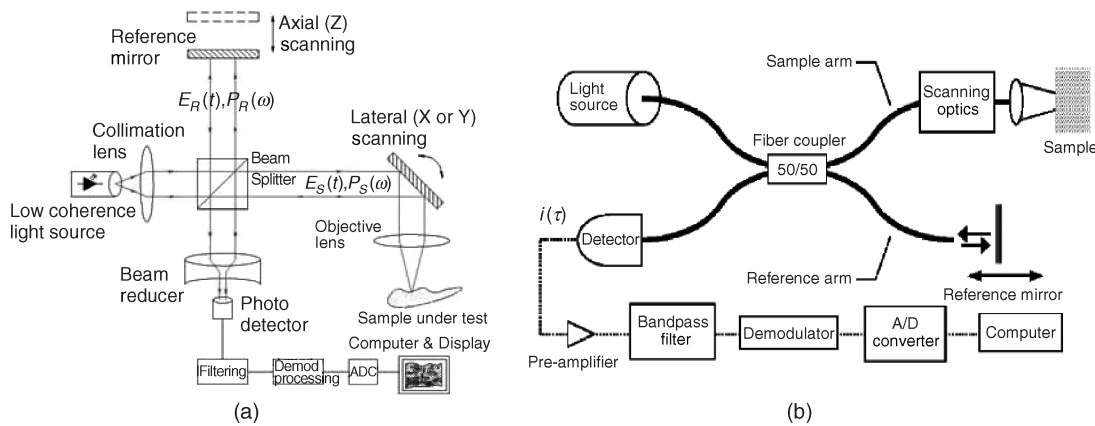 Reference
mirror
Axial (Z)
scanning
E_R(t),P_R(ω)
Collimation
lens
Lateral (X or Y)
scanning
Beam
Splitter
E_S(t),P_S(ω)
Low coherence
light source
Objective
lens
Beam
reducer
Photo
detector
Sample under test
Computer & Display
Filtering
Demod
processing
ADC
(a)
Light
source
Sample arm
Scanning
optics
Sample
Fiber coupler
50/50
i(τ)
Detector
Reference arm
Reference mirror
Pre-amplifier
Bandpass
filter
Demodulator
A/D
converter
Computer
(b)